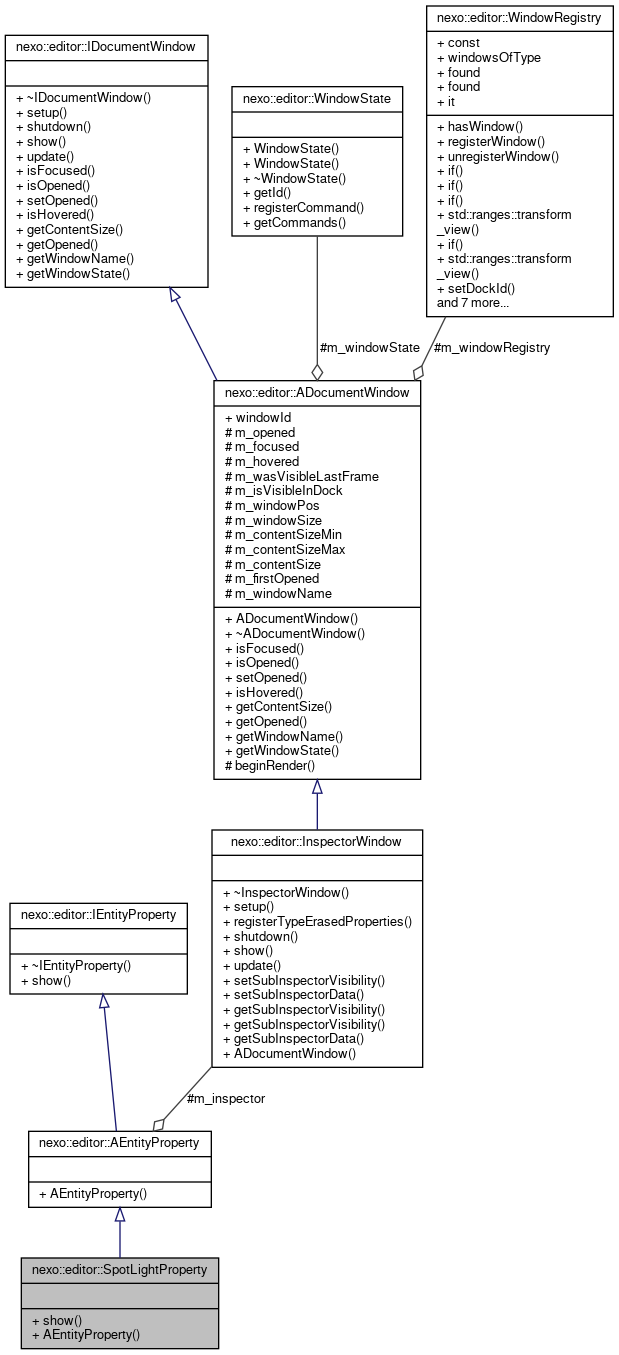 nexo::editor::WindowRegistry
+ const
+ windowsOfType
+ found
+ found
+ it
+ hasWindow()
+ registerWindow()
+ unregisterWindow()
+ if()
+ if()
+ if()
+ std::ranges::transform
_view()
+ if()
+ std::ranges::transform
_view()
+ setDockId()
and 7 more...
nexo::editor::IDocumentWindow
+ ~IDocumentWindow()
+ setup()
+ shutdown()
+ show()
+ update()
+ isFocused()
+ isOpened()
+ setOpened()
+ isHovered()
+ getContentSize()
+ getOpened()
+ getWindowName()
+ getWindowState()
nexo::editor::WindowState
+ WindowState()
+ WindowState()
+ ~WindowState()
+ getId()
+ registerCommand()
+ getCommands()
#m_windowState
#m_windowRegistry
nexo::editor::ADocumentWindow
+ windowId
# m_opened
# m_focused
# m_hovered
# m_wasVisibleLastFrame
# m_isVisibleInDock
# m_windowPos
# m_windowSize
# m_contentSizeMin
# m_contentSizeMax
# m_contentSize
# m_firstOpened
# m_windowName
+ ADocumentWindow()
+ ~ADocumentWindow()
+ isFocused()
+ isOpened()
+ setOpened()
+ isHovered()
+ getContentSize()
+ getOpened()
+ getWindowName()
+ getWindowState()
# beginRender()
nexo::editor::InspectorWindow
+ ~InspectorWindow()
+ setup()
+ registerTypeErasedProperties()
+ shutdown()
+ show()
+ update()
+ setSubInspectorVisibility()
+ setSubInspectorData()
+ getSubInspectorVisibility()
+ getSubInspectorVisibility()
+ getSubInspectorData()
+ ADocumentWindow()
nexo::editor::IEntityProperty
+ ~IEntityProperty()
+ show()
#m_inspector
nexo::editor::AEntityProperty
+ AEntityProperty()
nexo::editor::SpotLightProperty
+ show()
+ AEntityProperty()